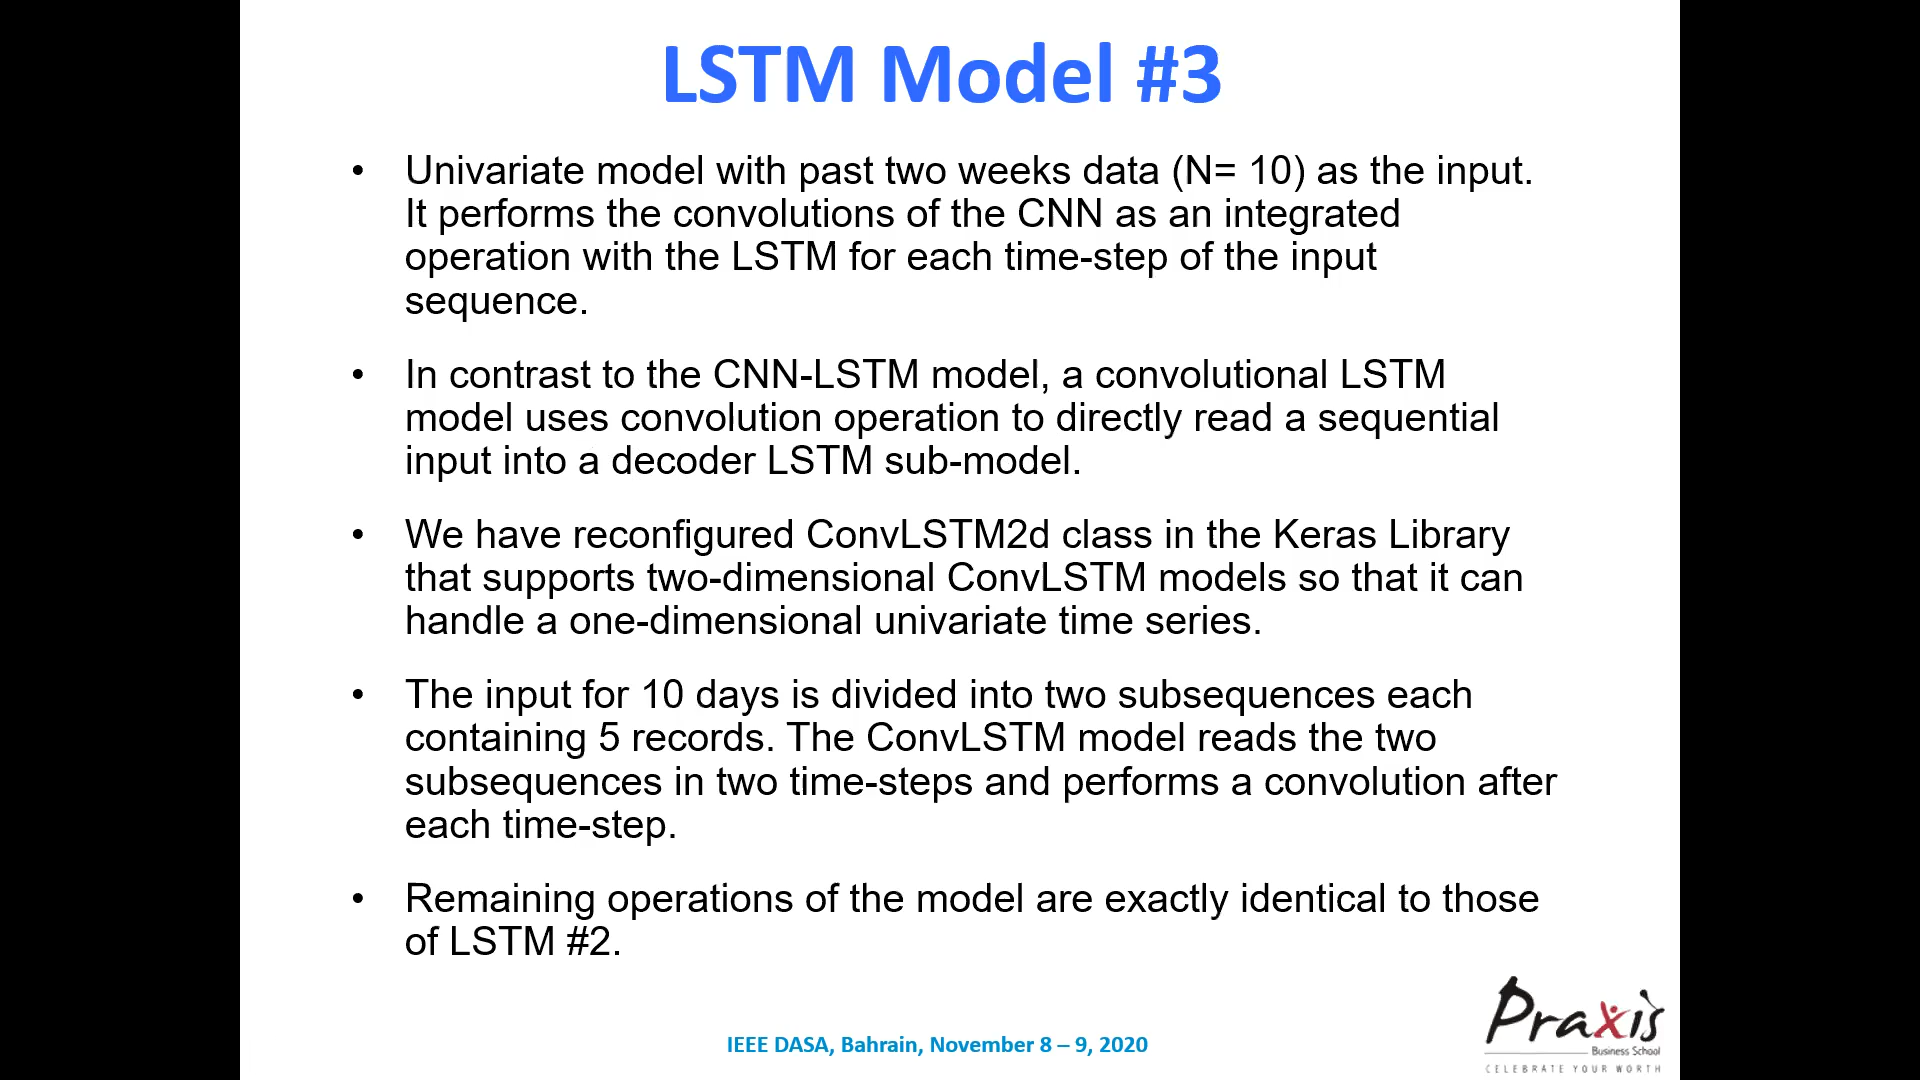 LSTM Model #3
• Univariate model with past two weeks data (N= 10) as the input.
It performs the convolutions of the CNN as an integrated
operation with the LSTM for each time-step of the input
sequence.
• In contrast to the CNN-LSTM model, a convolutional LSTM
model uses convolution operation to directly read a sequential
input into a decoder LSTM sub-model.
• We have reconfigured ConvLSTM2d class in the Keras Library
that supports two-dimensional ConvLSTM models so that it can
handle a one-dimensional univariate time series.
• The input for 10 days is divided into two subsequences each
containing 5 records. The ConvLSTM model reads the two
subsequences in two time-steps and performs a convolution after
each time-step.
• Remaining operations of the model are exactly identical to those
of LSTM #2.
IEEE DASA, Bahrain, November 8 – 9, 2020
Praxis
Business School
CELEBRATE YOUR WORTH